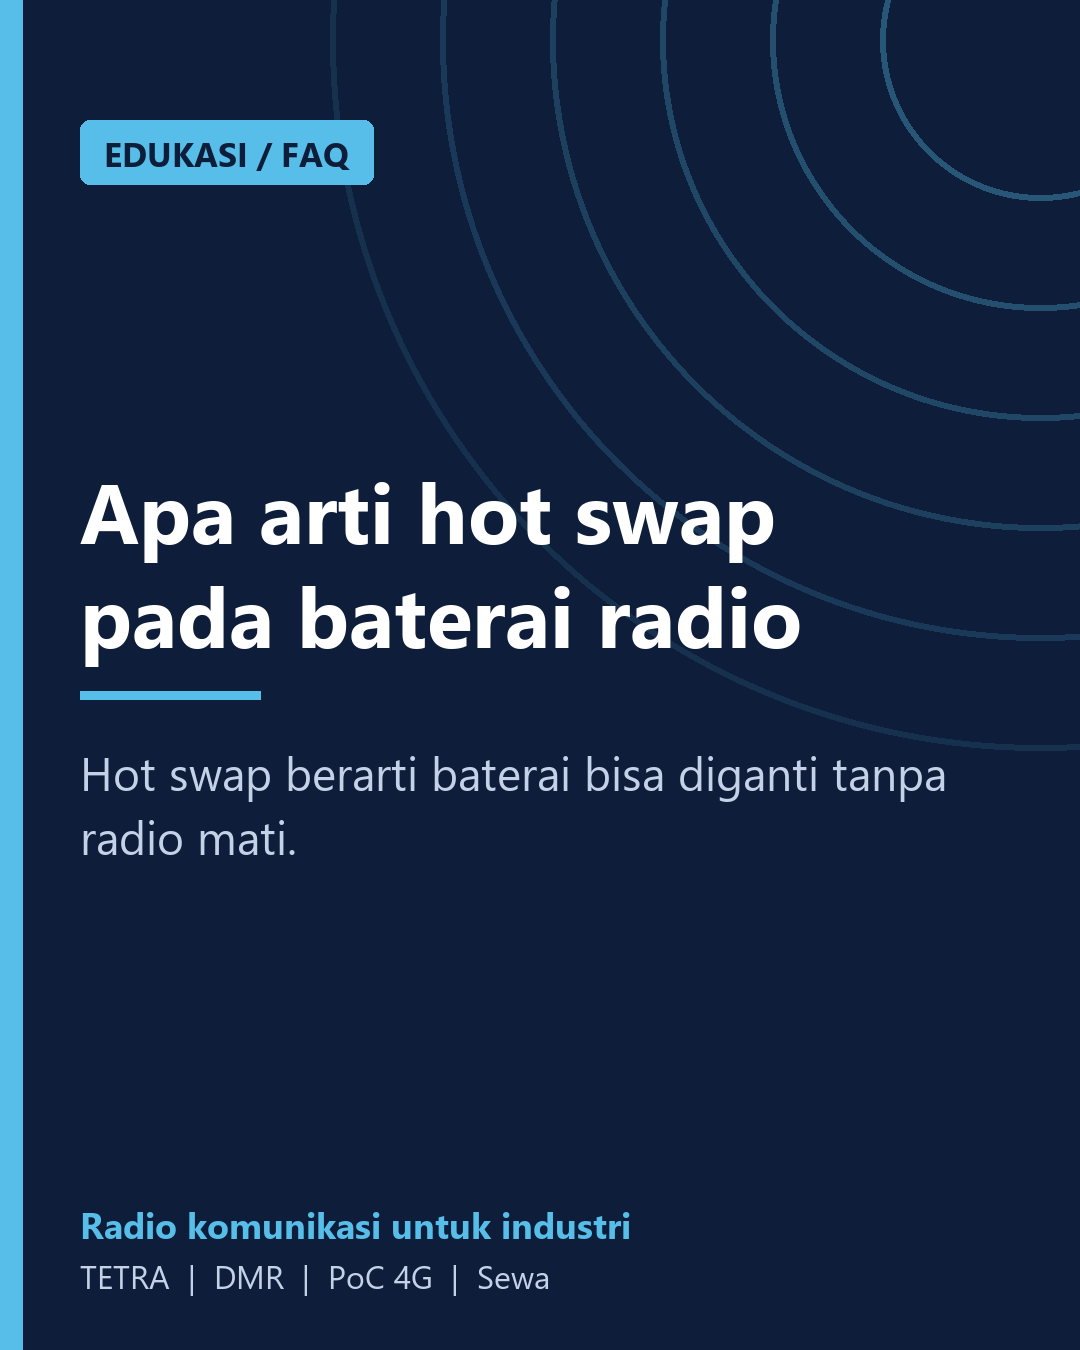 EDUKASI / FAQ
Apa arti hot swap
pada baterai radio
Hot swap berarti baterai bisa diganti tanpa
radio mati.
Radio komunikasi untuk industri
TETRA | DMR | PoC 4G | Sewa